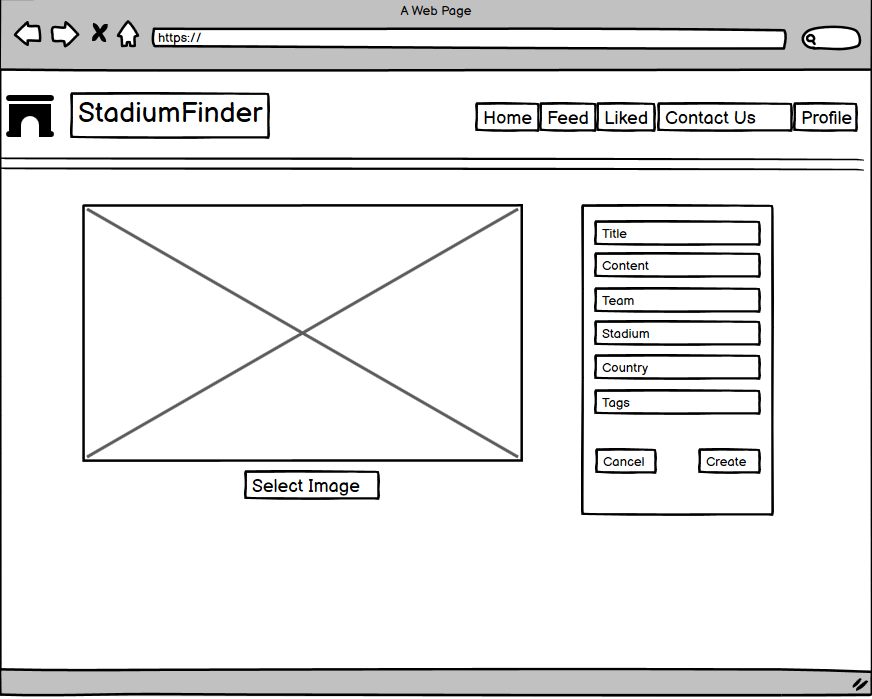 A Web Page
https://
StadiumFinder
Home Feed Liked Contact Us Profile
Title
Content
Team
Stadium
Country
Tags
Cancel Create
Select Image